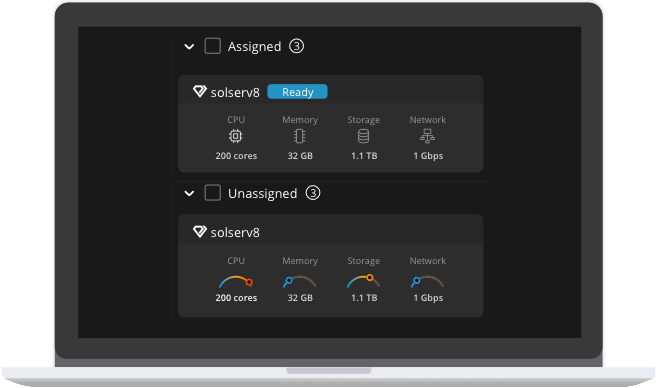 Assigned 3
solserv8 Ready
CPU Memory Storage Network
200 cores 32 GB 1.1 TB 1 Gbps
Unassigned 3
solserv8
CPU Memory Storage Network
200 cores 32 GB 1.1 TB 1 Gbps